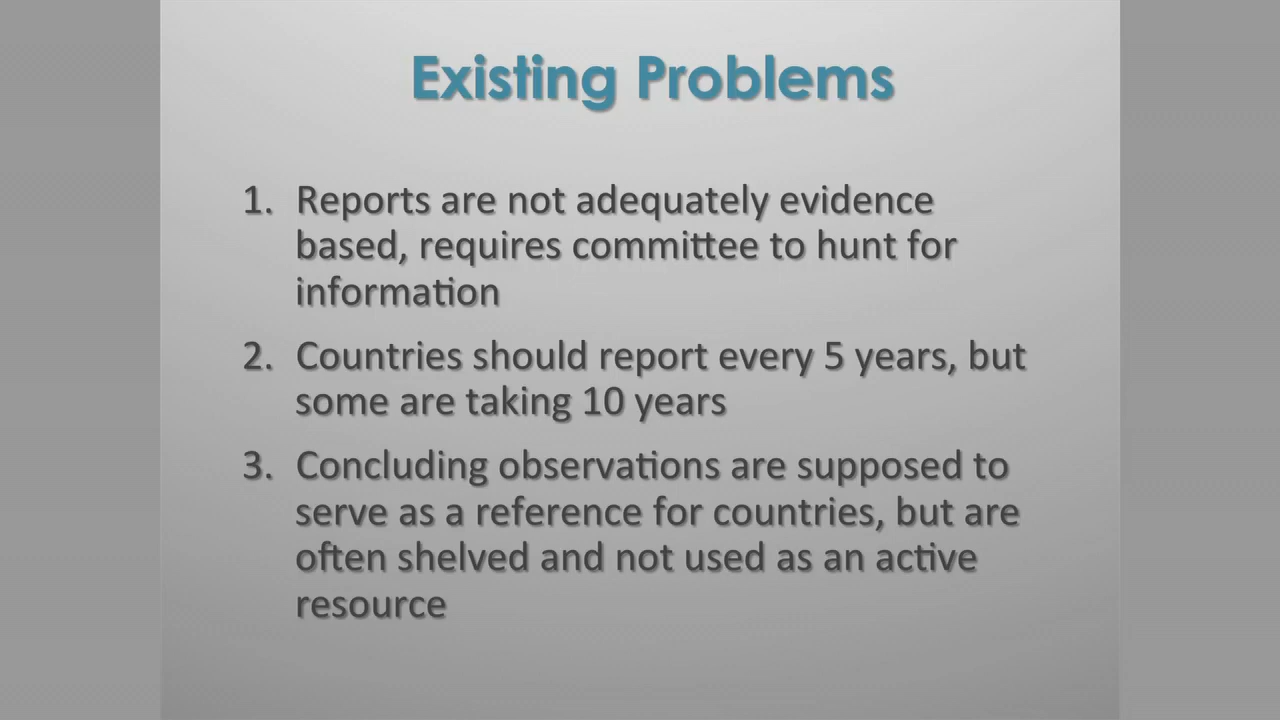 Existing Problems
1. Reports are not adequately evidence
based, requires committee to hunt for
information
2. Countries should report every 5 years, but
some are taking 10 years
3. Concluding observations are supposed to
serve as a reference for countries, but are
often shelved and not used as an active
resource